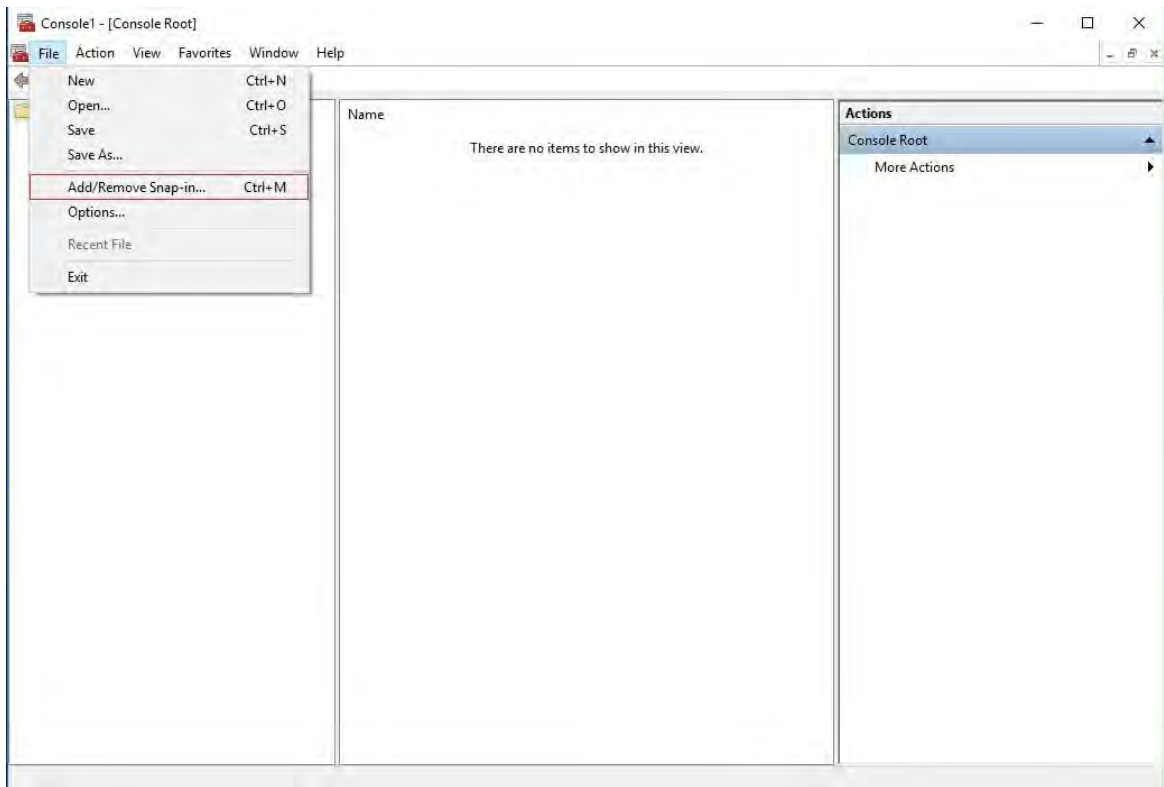 Console1 - [Console Root]
File Action View Favorites Window Help
New Ctrl+N
Open... Ctrl+O
Save Ctrl+S
Save As...
Add/Remove Snap-in... Ctrl+M
Options...
Recent File
Exit
Name
There are no items to show in this view.
Actions
Console Root
More Actions